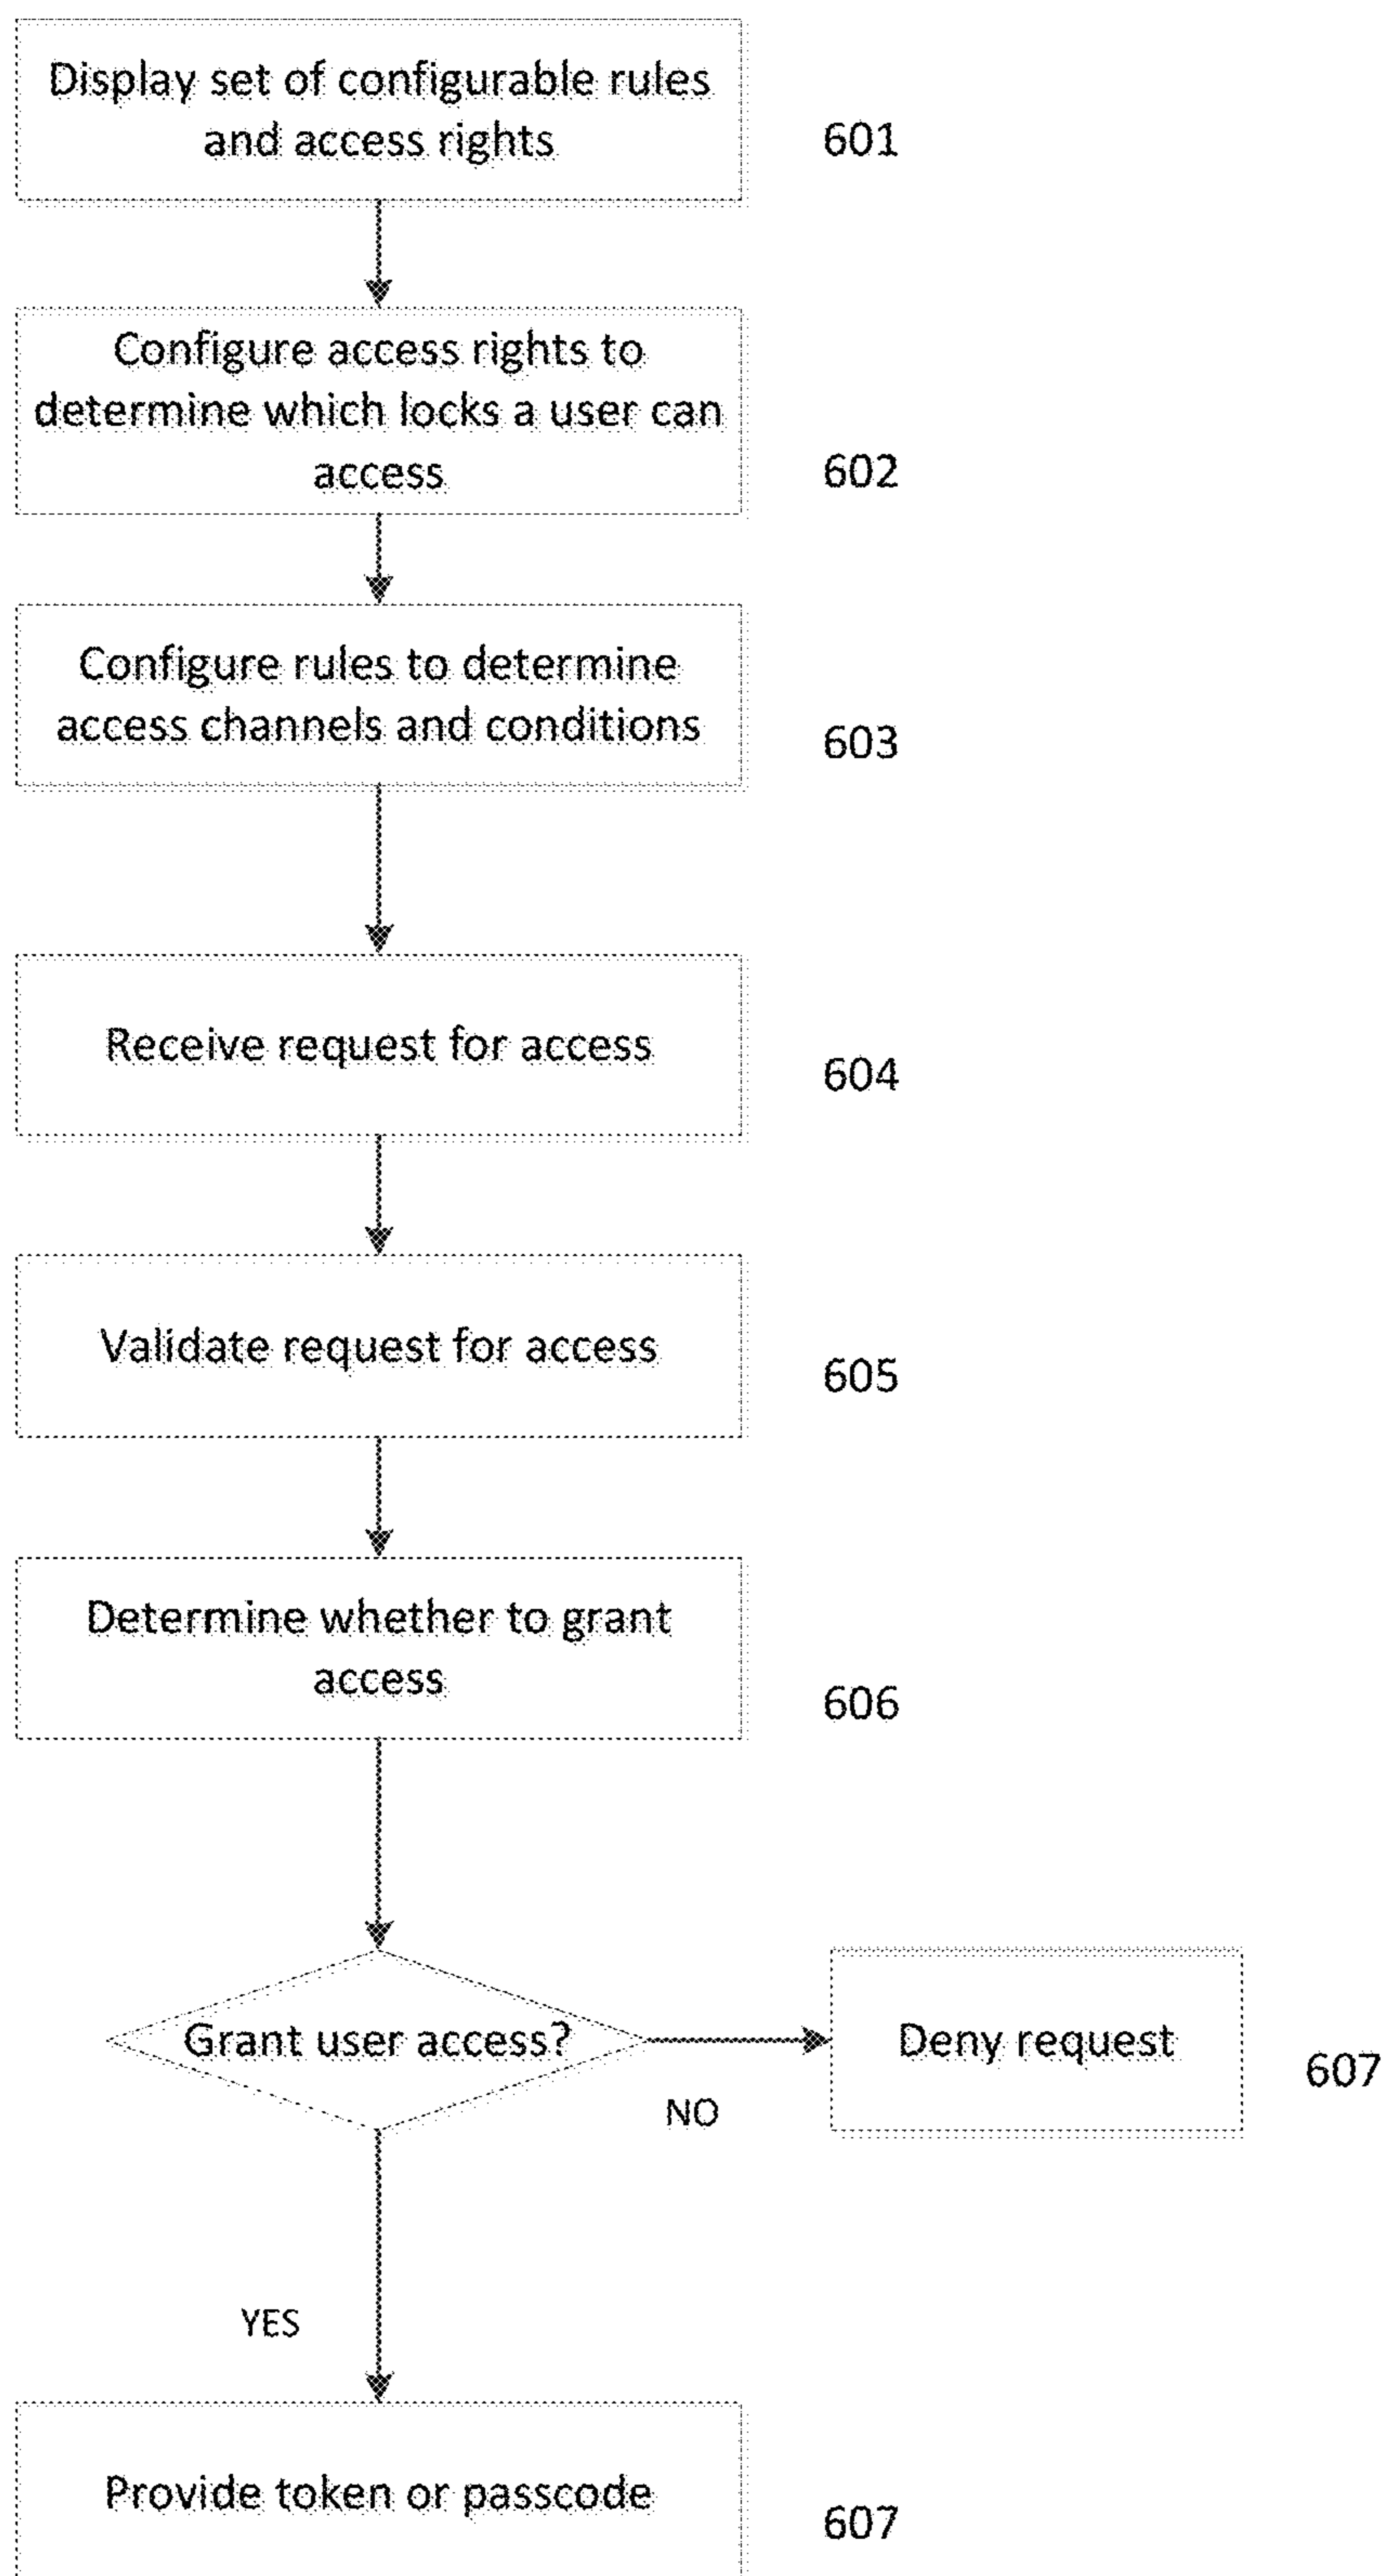 Display set of configurable rules
and access rights
601
Configure access rights to
determine which locks a user can
access
602
Configure rules to determine
access channels and conditions
603
Receive request for access
604
Validate request for access
605
Determine whether to grant
access
606
Grant user access?
NO
Deny request
607
YES
Provide token or passcode
607